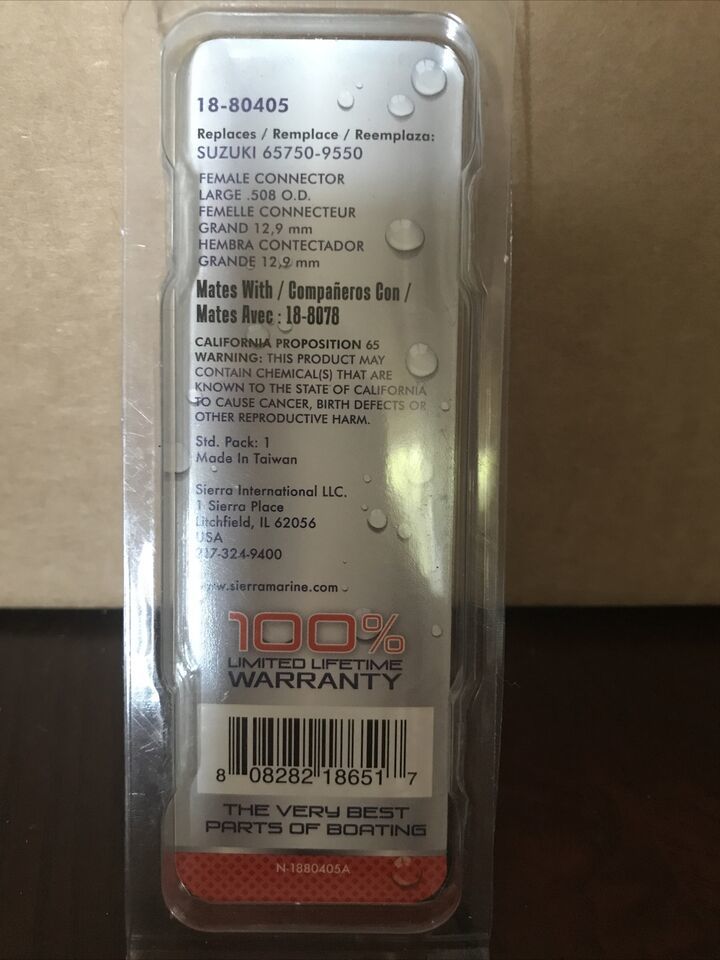 18-80405
Replaces / Remplace / Reemplaza:
SUZUKI 65750-9550
FEMALE CONNECTOR
LARGE .508 O.D.
FEMELLE CONNECTEUR
GRAND 12,9 mm
HEMBRA CONTECTADOR
GRANDE 12,9 mm
Mates With / Compañeros Con /
Mates Avec : 18-8078
CALIFORNIA PROPOSITION 65
WARNING: THIS PRODUCT MAY
CONTAIN CHEMICAL(S) THAT ARE
KNOWN TO THE STATE OF CALIFORNIA
TO CAUSE CANCER, BIRTH DEFECTS OR
OTHER REPRODUCTIVE HARM.
Std. Pack: 1
Made In Taiwan
Sierra International LLC.
1 Sierra Place
Litchfield, IL 62056
USA
217-324-9400
www.sierramarine.com
100%
LIMITED LIFETIME
WARRANTY
8 08282 18651 7
THE VERY BEST
PARTS OF BOATING
N-1880405A